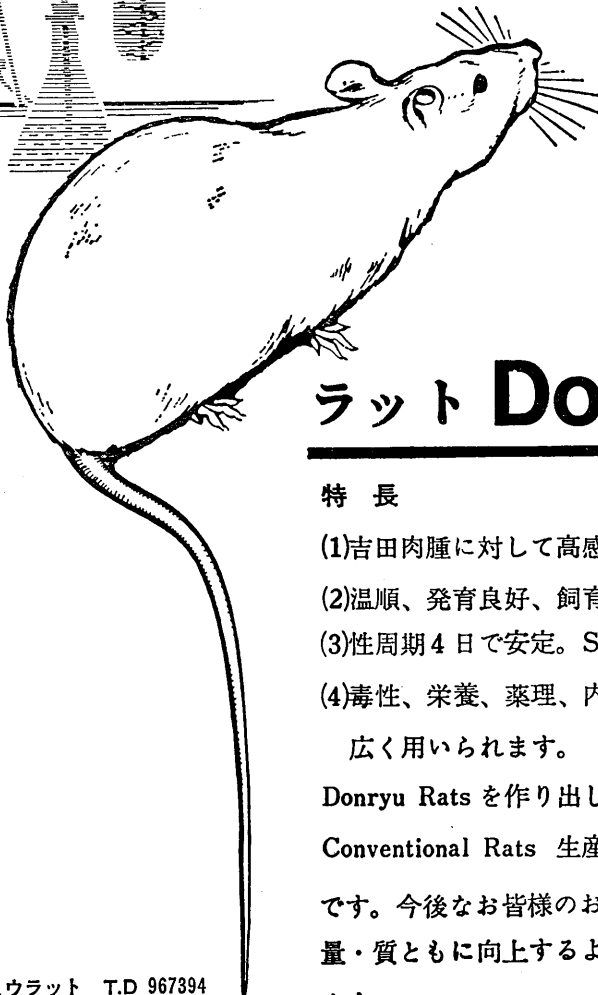 ラット Do
特 長
(1)吉田肉腫に対して高感
(2)温順、発育良好、飼育
(3)性周期4日で安定。S
(4)毒性、栄養、薬理、内
広く用いられます。
Donryu Rats を作り出し
Conventional Rats 生産
です。今後なお皆様のお
量・質ともに向上するよ
ウラット T.D 967394